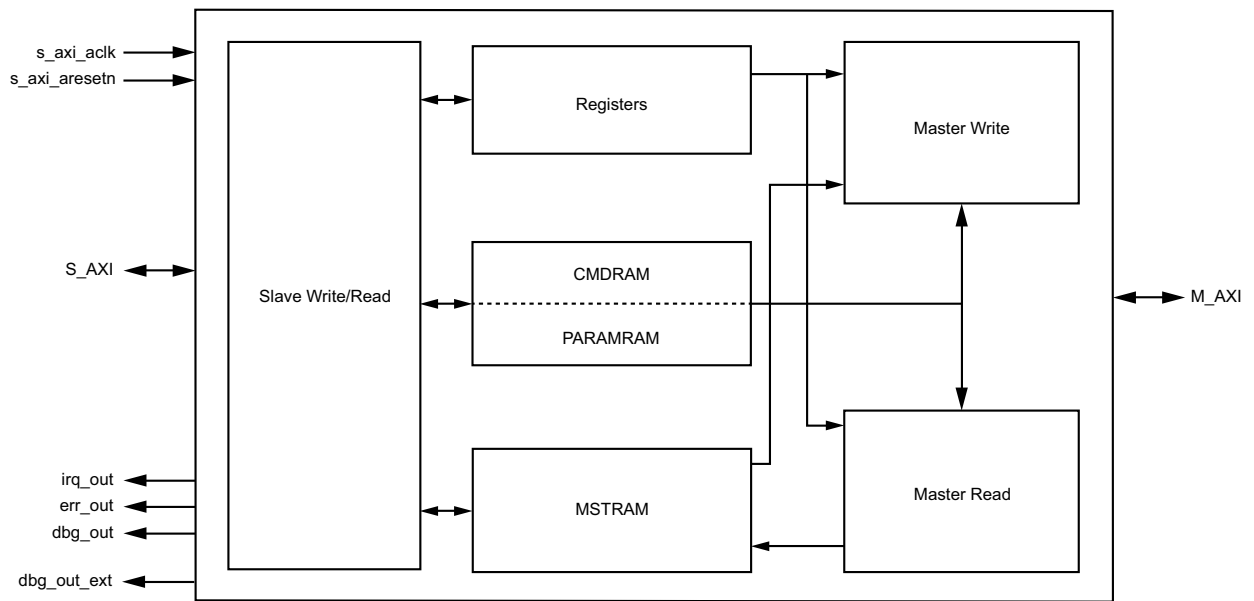 s_axi_aclk
s_axi_aresetn
S_AXI
irq_out
err_out
dbg_out
dbg_out_ext
Slave Write/Read
Registers
CMDRAM
PARAMRAM
MSTRAM
Master Write
Master Read
M_AXI